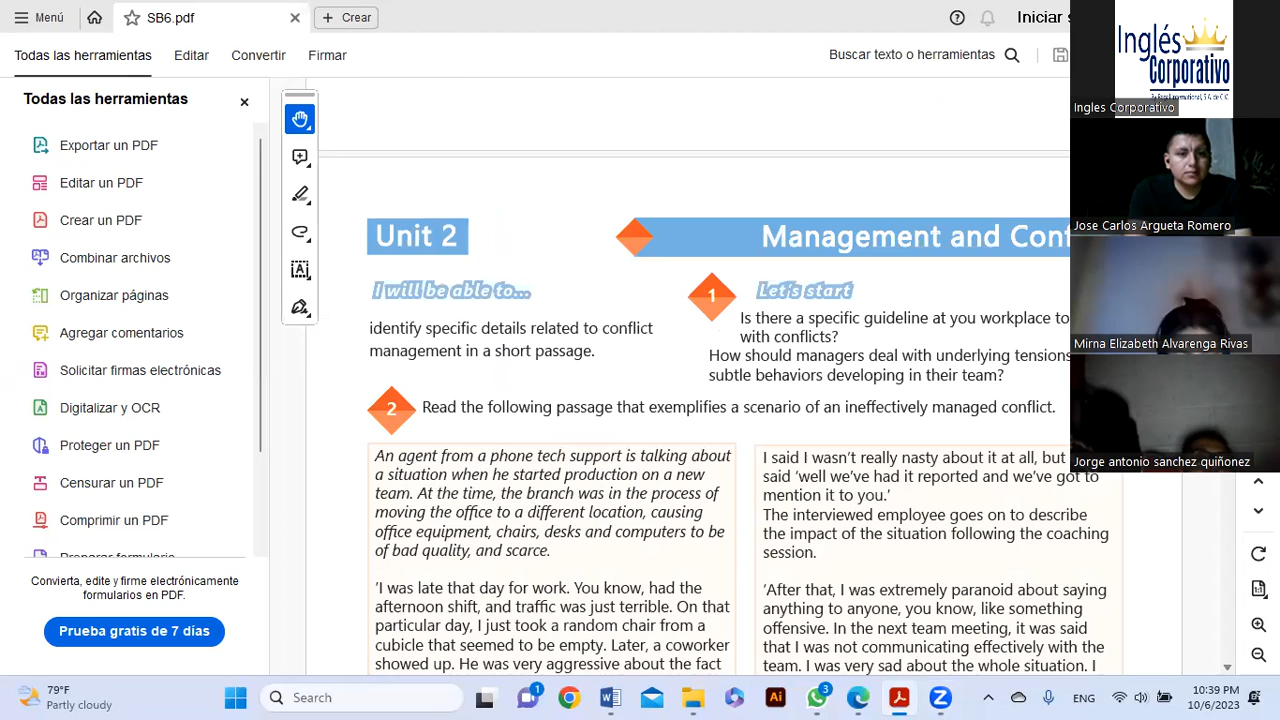 Menú
SB6.pdf
Crear
Iniciar s
Todas las herramientas
Editar
Convertir
Firmar
Buscar texto o herramientas
Todas las herramientas
Exportar un PDF
Editar un PDF
Crear un PDF
Combinar archivos
Organizar páginas
Agregar comentarios
Solicitar firmas electrónicas
Digitalizar y OCR
Proteger un PDF
Censurar un PDF
Comprimir un PDF
Preparar formulario
Convierta, edite y firme electrónicamente
formularios en PDF.
Prueba gratis de 7 días
Unit 2
Management and Con
I will be able to...
identify specific details related to conflict
management in a short passage.
1
Let's start
Is there a specific guideline at you workplace to
with conflicts?
How should managers deal with underlying tensions
subtle behaviors developing in their team?
2
Read the following passage that exemplifies a scenario of an ineffectively managed conflict.
An agent from a phone tech support is talking about
a situation when he started production on a new
team. At the time, the branch was in the process of
moving the office to a different location, causing
office equipment, chairs, desks and computers to be
of bad quality, and scarce.
'I was late that day for work. You know, had the
afternoon shift, and traffic was just terrible. On that
particular day, I just took a random chair from a
cubicle that seemed to be empty. Later, a coworker
showed up. He was very aggressive about the fact
I said I wasn't really nasty about it at all, but
said 'well we've had it reported and we've got to
mention it to you.'
The interviewed employee goes on to describe
the impact of the situation following the coaching
session.
'After that, I was extremely paranoid about saying
anything to anyone, you know, like something
offensive. In the next team meeting, it was said
that I was not communicating effectively with the
team. I was very sad about the whole situation. I
Inglés
Corporativo
Ingles Corporativo
Jose Carlos Argueta Romero
Mirna Elizabeth Alvarenga Rivas
Jorge antonio sanchez quiñonez
79°F
Partly cloudy
Search
1
3
ENG
10:39 PM
10/6/2023